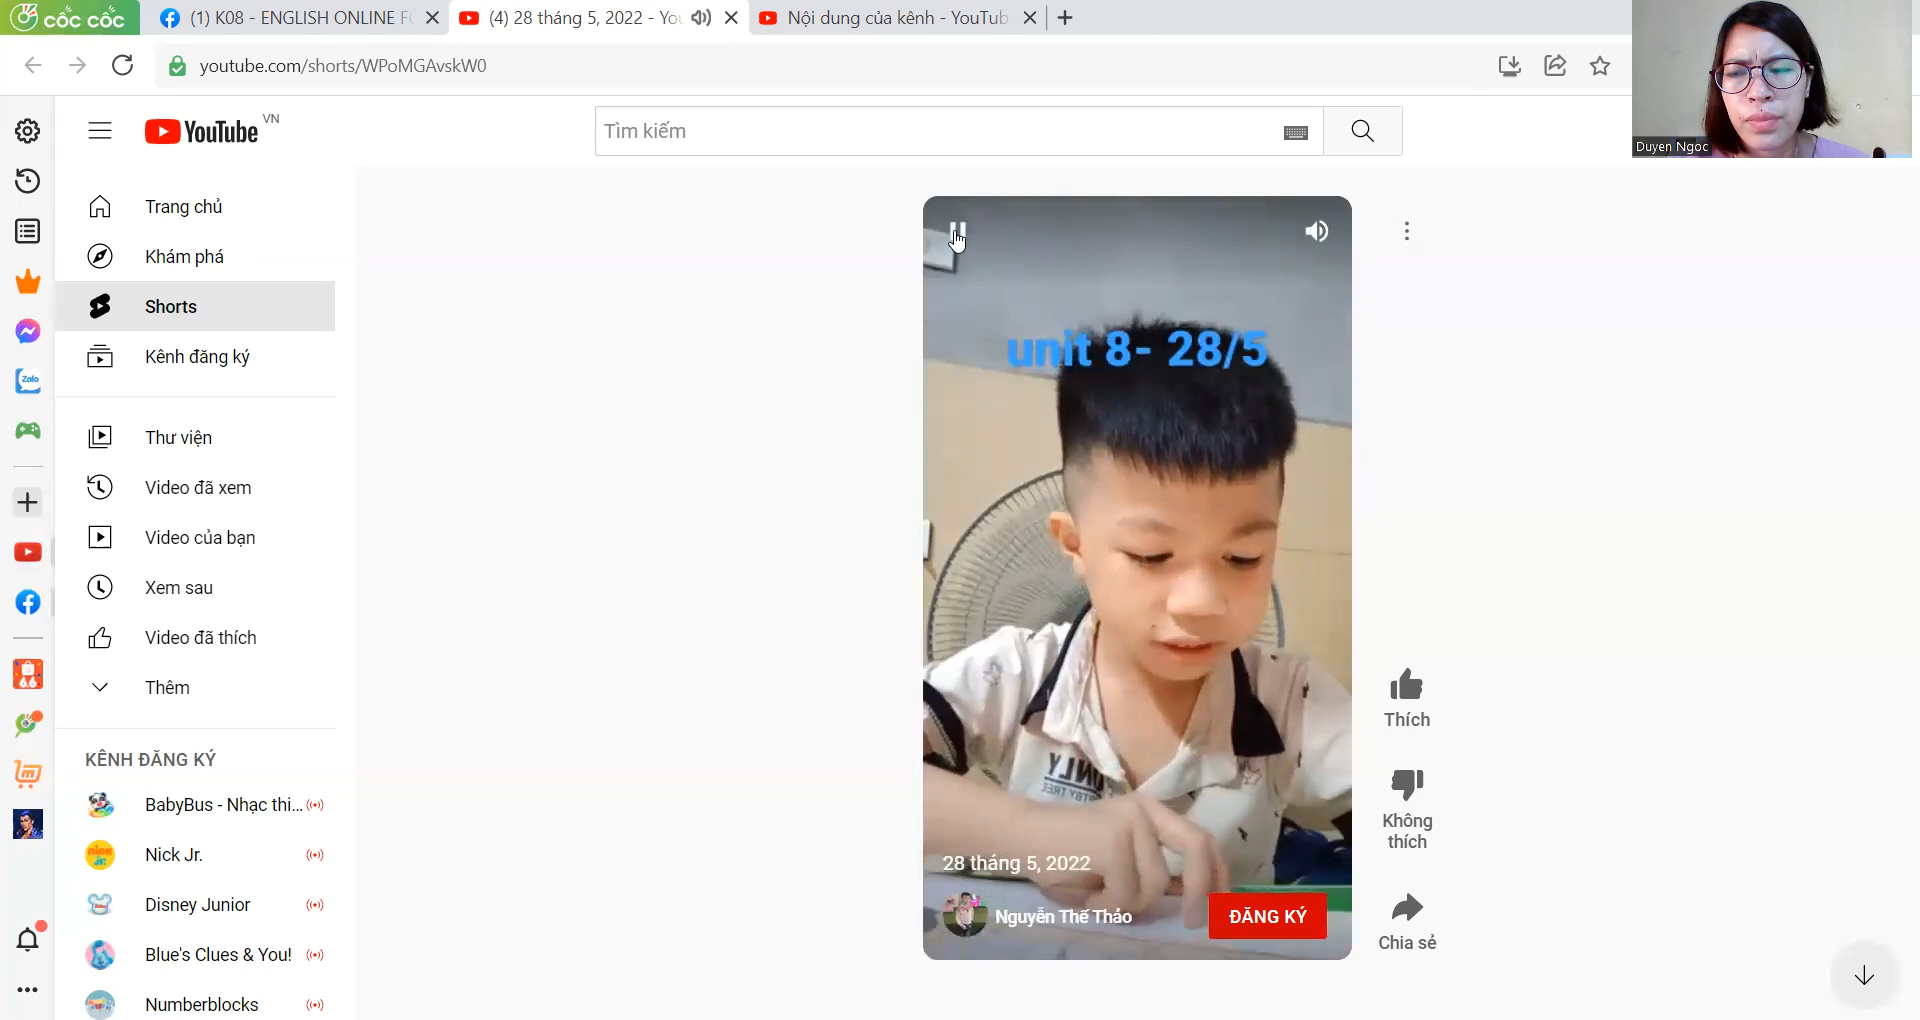 cốc cốc
(1) K08 - ENGLISH ONLINE F
(4) 28 tháng 5, 2022 - You
Nội dung của kênh - YouTub
youtube.com/shorts/WPoMGAvskW0
Duyen Ngoc
YouTube VN
Tìm kiếm
Trang chủ
Khám phá
Shorts
Kênh đăng ký
Zalo
Thư viện
Video đã xem
Video của bạn
Xem sau
Video đã thích
Thêm
KÊNH ĐĂNG KÝ
BabyBus - Nhạc thi...
Nick Jr.
Disney Junior
Blue's Clues & You!
Numberblocks
unit 8- 28/5
ONLY
28 tháng 5, 2022
Nguyễn Thế Thảo
ĐĂNG KÝ
Thích
Không
thích
Chia sẻ